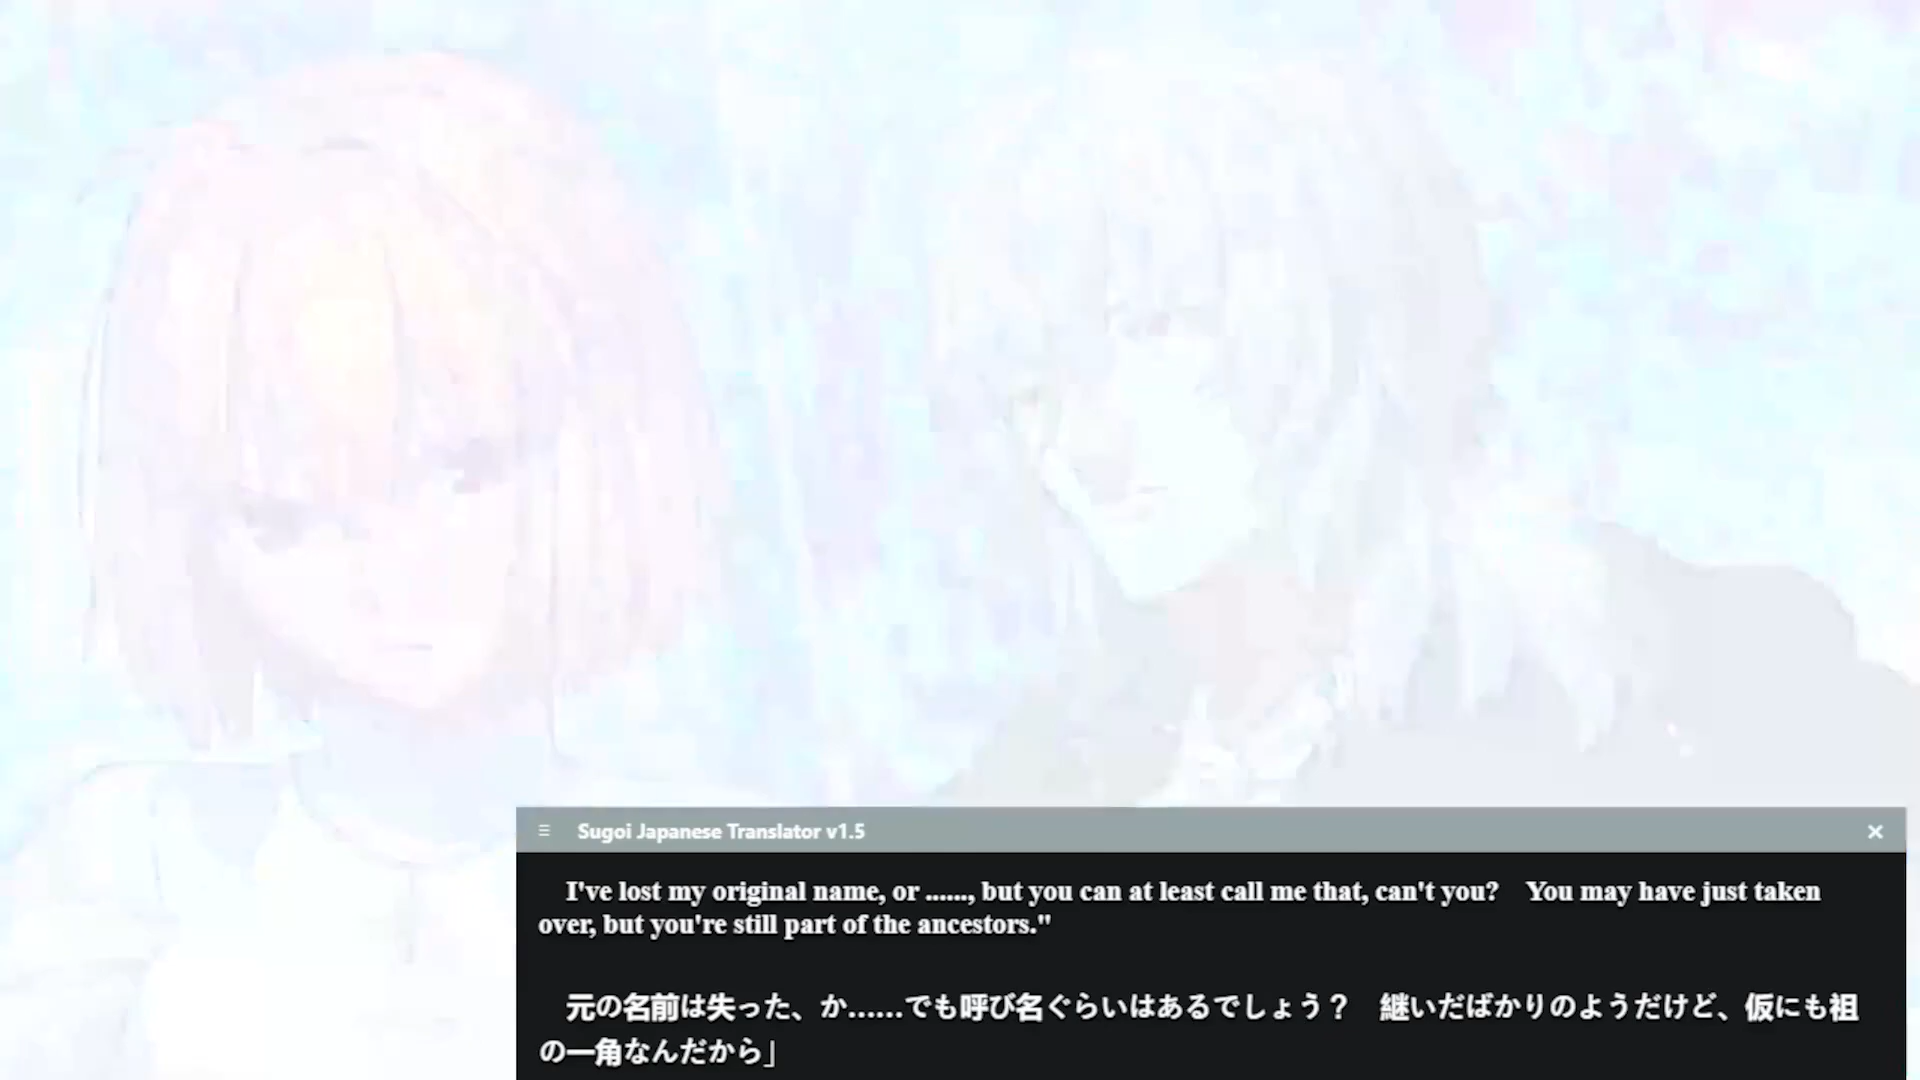 Sugoi Japanese Translator v1.5
I've lost my original name, or ......, but you can at least call me that, can't you?　You may have just taken
over, but you're still part of the ancestors."
元の名前は失った、か……でも呼び名ぐらいはあるでしょう？　継いだばかりのようだけど、仮にも祖
の一角なんだから」